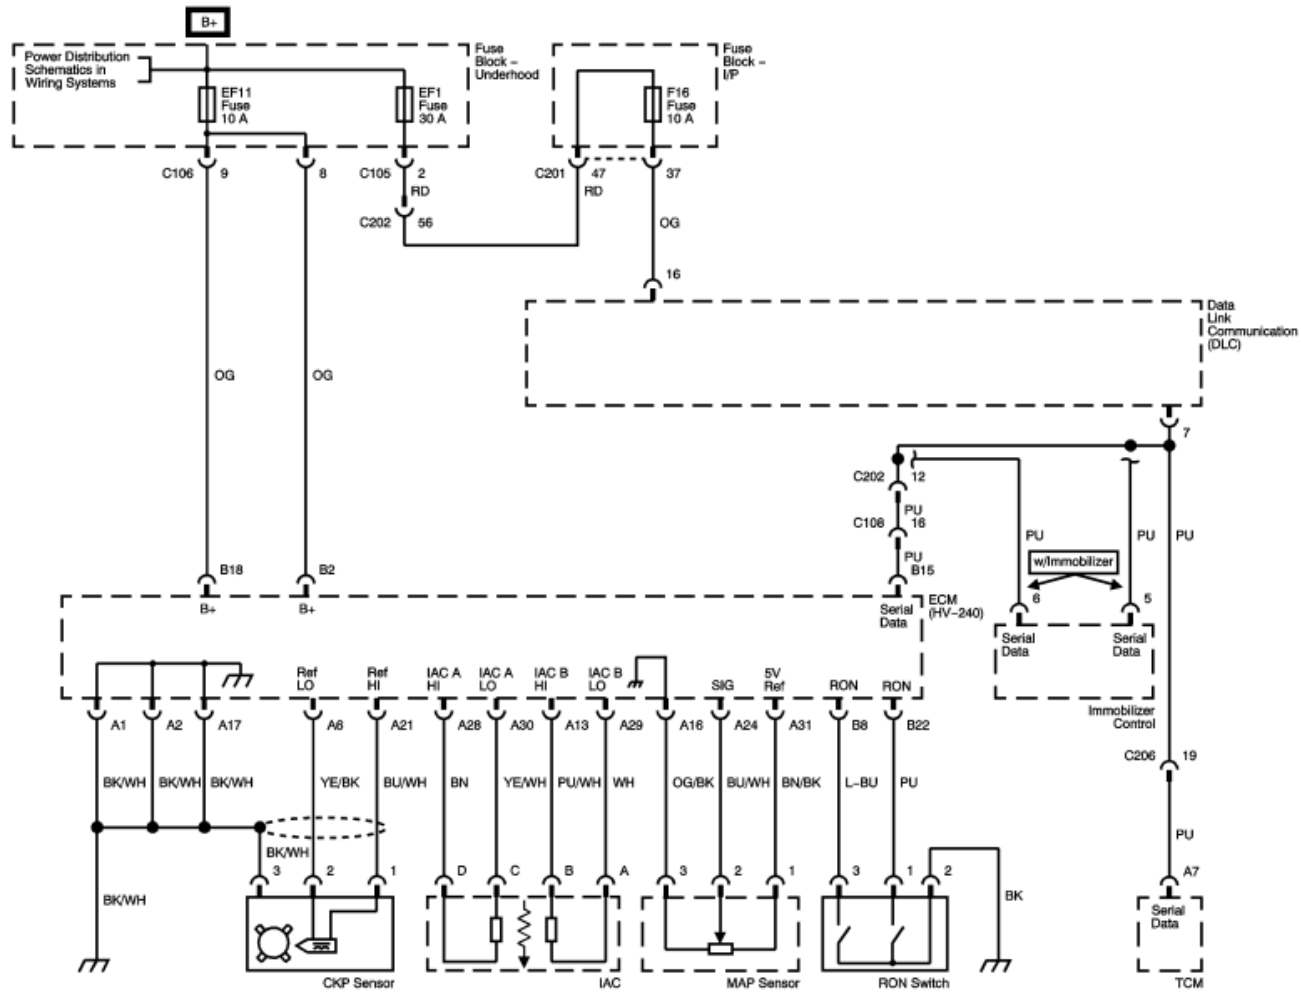 B+
Power Distribution
Schematics in
Wiring Systems
EF11
Fuse
10 A
EF1
Fuse
30 A
Fuse
Block –
Underhood
F16
Fuse
10 A
Fuse
Block –
I/P
C106 9
8
C105 2
RD
C202 56
C201 47
RD
37
OG
16
Data
Link
Communication
(DLC)
OG
OG
7
C202 12
PU
C108 16
PU
B15
PU
PU
PU
w/Immobilizer
6
5
B18
B2
B+
B+
Serial
Data
ECM
(HV–240)
Serial
Data
Serial
Data
Immobilizer
Control
Ref
LO
Ref
HI
IAC A
HI
IAC A
LO
IAC B
HI
IAC B
LO
SIG
5V
Ref
RON
RON
A1
A2
A17
A6
A21
A28
A30
A13
A29
A16
A24
A31
B8
B22
C206 19
BK/WH
BK/WH
BK/WH
YE/BK
BU/WH
BN
YE/WH
PU/WH
WH
OG/BK
BU/WH
BN/BK
L–BU
PU
PU
BK/WH
3
2
1
D
C
B
A
3
2
1
3
1
2
A7
BK/WH
BK
Serial
Data
CKP Sensor
IAC
MAP Sensor
RON Switch
TCM